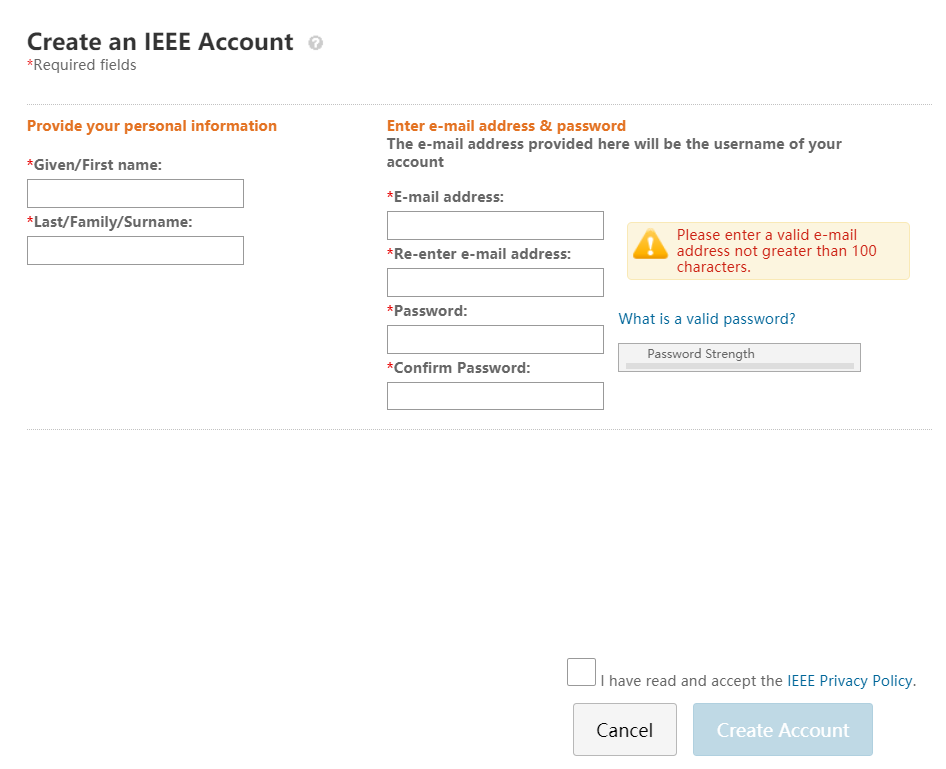 Create an IEEE Account ?
*Required fields
Provide your personal information
*Given/First name:
*Last/Family/Surname:
Enter e-mail address & password
The e-mail address provided here will be the username of your
account
*E-mail address:
Please enter a valid e-mail
address not greater than 100
characters.
*Re-enter e-mail address:
*Password:
What is a valid password?
Password Strength
*Confirm Password:
I have read and accept the IEEE Privacy Policy.
Cancel
Create Account